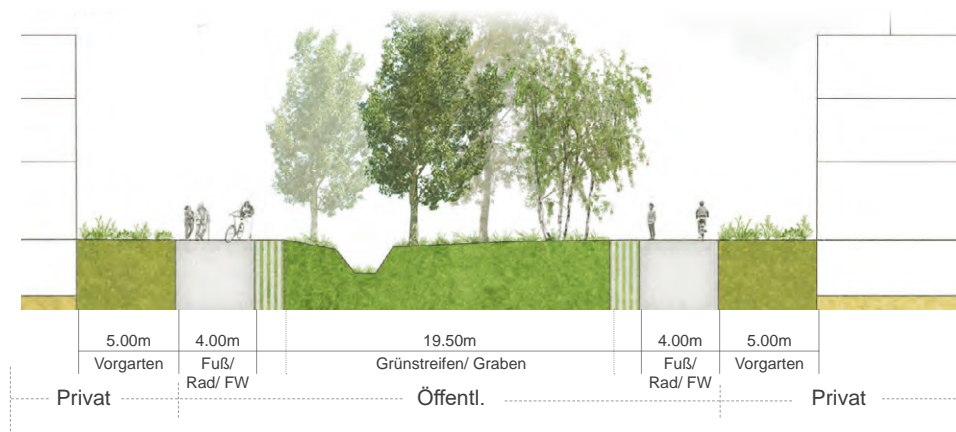 5.00m 4.00m 19.50m 4.00m 5.00m
Vorgarten Fuß/ Grünstreifen/ Graben Fuß/ Vorgarten
Rad/ FW Rad/ FW
Privat Öffentl. Privat